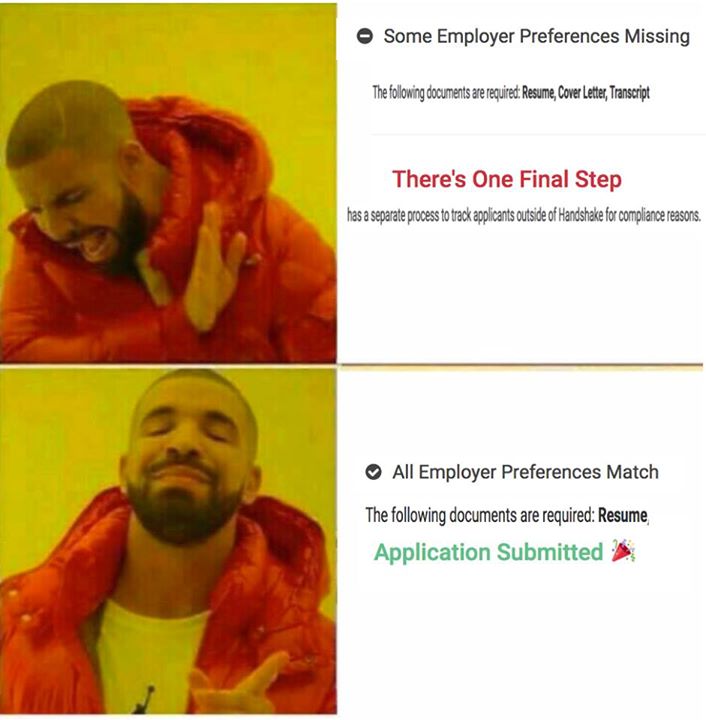 Some Employer Preferences Missing
The following documents are required: Resume, Cover Letter, Transcript
There's One Final Step
has a separate process to track applicants outside of Handshake for compliance reasons.
All Employer Preferences Match
The following documents are required: Resume,
Application Submitted 🎉